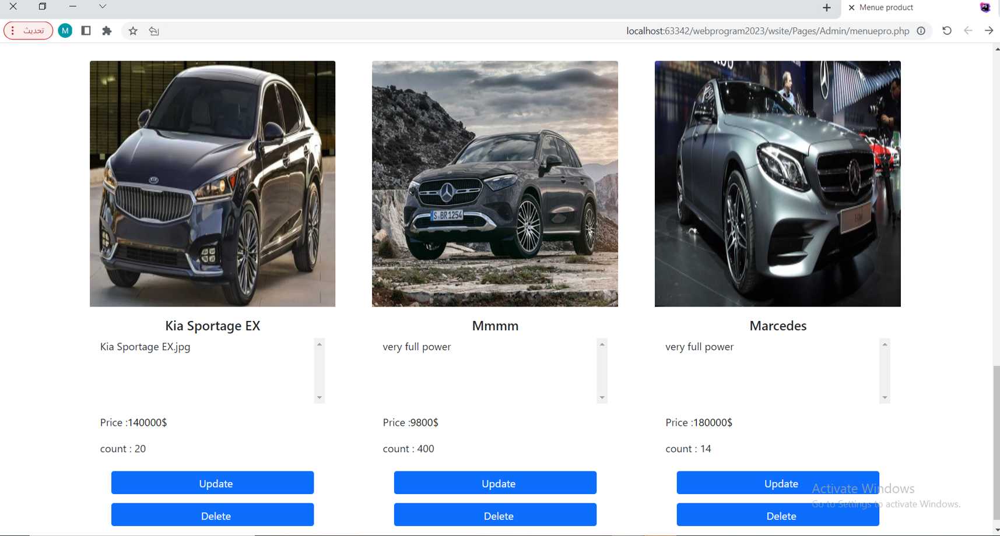 Menue product
PS
تحديث
M
localhost:63342/webprogram2023/wsite/Pages/Admin/menuepro.php
KIA
S BR 1254
Kia Sportage EX
Mmmm
Marcedes
Kia Sportage EX.jpg
very full power
very full power
Price :140000$
Price :9800$
Price :180000$
count : 20
count : 400
count : 14
Update
Update
Update
Delete
Delete
Delete
Activate Windows
Go to Settings to activate Windows.